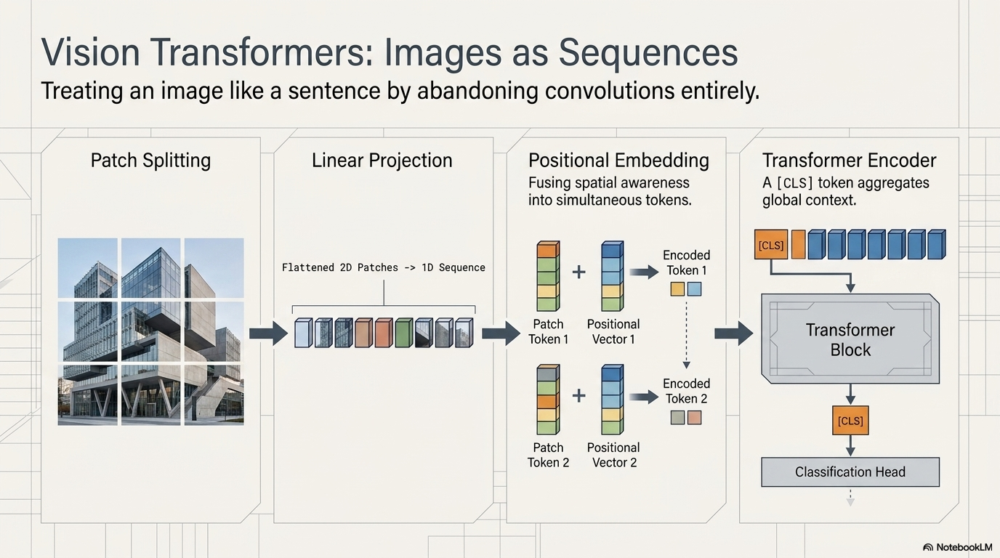 Vision Transformers: Images as Sequences
Treating an image like a sentence by abandoning convolutions entirely.
Patch Splitting
Linear Projection
Flattened 2D Patches -> 1D Sequence
Positional Embedding
Fusing spatial awareness
into simultaneous tokens.
Patch
Token 1
+
Positional
Vector 1
Encoded
Token 1
Patch
Token 2
+
Positional
Vector 2
Encoded
Token 2
Transformer Encoder
A [CLS] token aggregates
global context.
[CLS]
Transformer
Block
[CLS]
Classification Head
NotebookLM